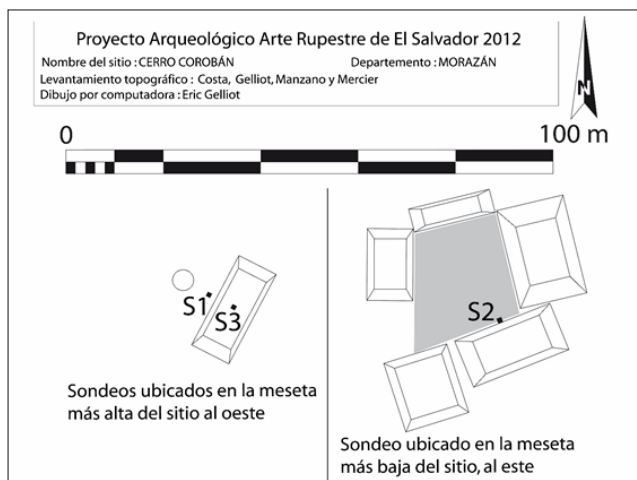 Proyecto Arqueológico Arte Rupestre de El Salvador 2012
Nombre del sitio : CERRO COROBÁN Departamento : MORAZÁN
Levantamiento topográfico : Costa, Gelliot, Manzano y Mercier
Dibujo por computadora : Eric Gelliot
N
0 100 m
S1
S3
S2
Sondeos ubicados en la meseta
más alta del sitio al oeste
Sondeo ubicado en la meseta
más baja del sitio, al este